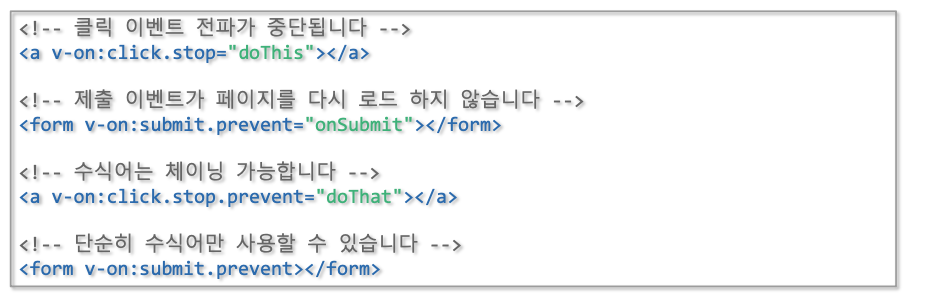 <!-- 클릭 이벤트 전파가 중단됩니다 -->
<a v-on:click.stop="doThis"></a>
<!-- 제출 이벤트가 페이지를 다시 로드 하지 않습니다 -->
<form v-on:submit.prevent="onSubmit"></form>
<!-- 수식어는 체이닝 가능합니다 -->
<a v-on:click.stop.prevent="doThat"></a>
<!-- 단순히 수식어만 사용할 수 있습니다 -->
<form v-on:submit.prevent></form>